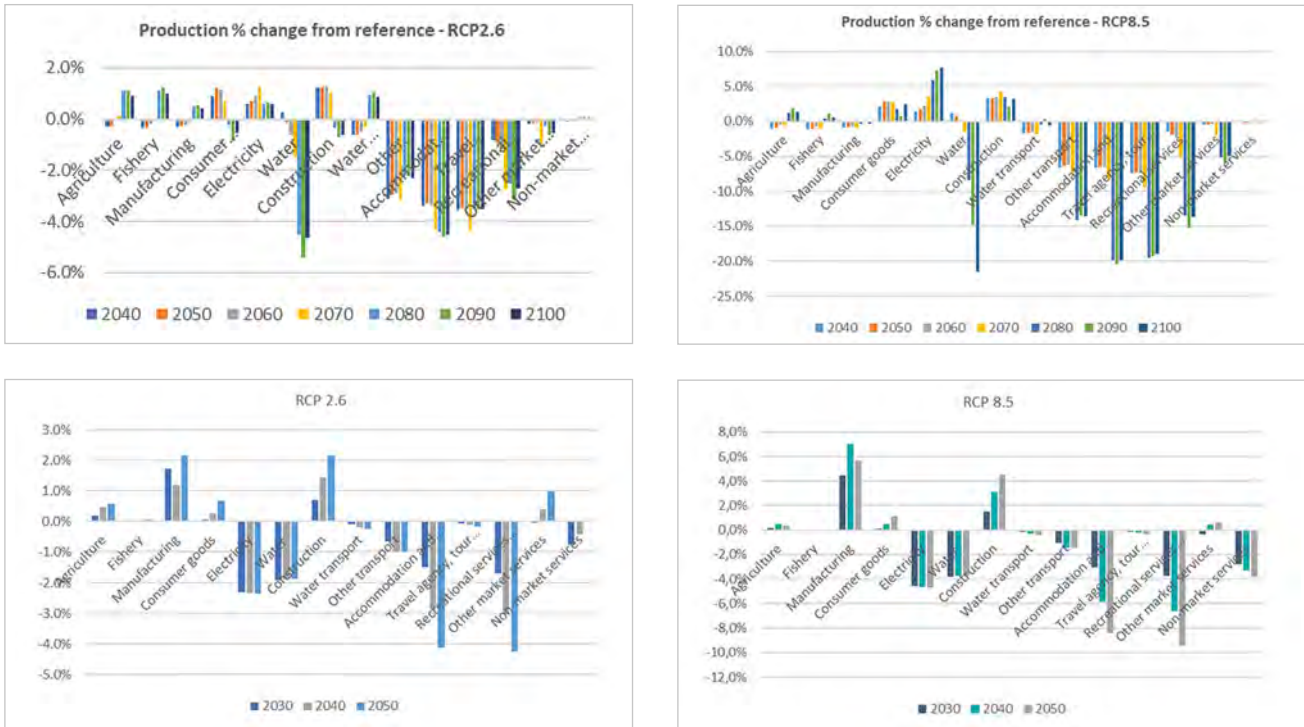 Production % change from reference - RCP2.6
2.0%
0.0%
-2.0%
-4.0%
-6.0%
Agriculture
Fishery
Manufacturing
Consumer...
Electricity
Water
Construction
Water...
Other...
Accommodat...
Travel...
Recreational...
Other market...
Non-market...
2040 2050 2060 2070 2080 2090 2100
Production % change from reference - RCP8.5
10.0%
5.0%
0.0%
-5.0%
-10.0%
-15.0%
-20.0%
-25.0%
Agriculture
Fishery
Manufacturing
Consumer goods
Electricity
Water
Construction
Water transport
Other transport
Accommodation and...
Travel agency, tour...
Recreational services
Other market services
Non-market services
2040 2050 2060 2070 2080 2090 2100
RCP 2.6
3.0%
2.0%
1.0%
0.0%
-1.0%
-2.0%
-3.0%
-4.0%
-5.0%
Agriculture
Fishery
Manufacturing
Consumer goods
Electricity
Water
Construction
Water transport
Other transport
Accommodation and...
Travel agency, tour...
Recreational services...
Other market services
Non-market services
2030 2040 2050
RCP 8.5
8,0%
6,0%
4,0%
2,0%
0,0%
-2,0%
-4,0%
-6,0%
-8,0%
-10,0%
-12,0%
Agriculture
Fishery
Manufacturing
Consumer goods
Electricity
Water
Construction
Water transport
Other transport
Accommodation and
Travel agency, tour...
Recreational services
Other market services
Non-market services
2030 2040 2050